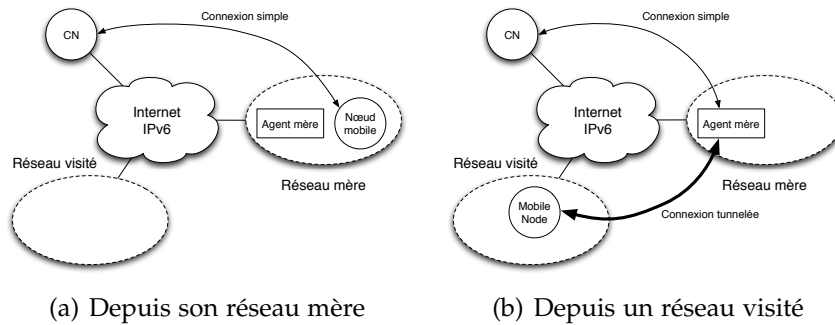 CN
Connexion simple
Internet
IPv6
Agent mère
Nœud
mobile
Réseau visité
Réseau mère
(a) Depuis son réseau mère
CN
Connexion simple
Internet
IPv6
Agent mère
Réseau visité
Réseau mère
Mobile
Node
Connexion tunnelée
(b) Depuis un réseau visité